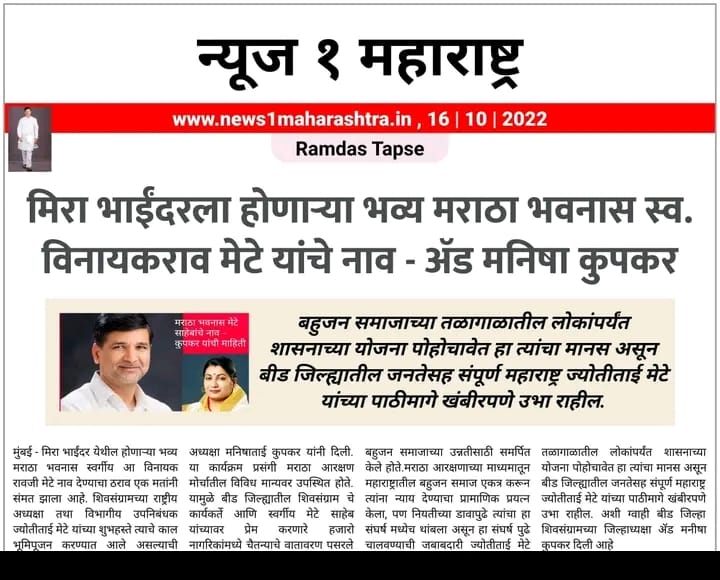 न्यूज १ महाराष्ट्र
www.news1maharashtra.in , 16 | 10 | 2022
Ramdas Tapse
मिरा भाईंदरला होणाऱ्या भव्य मराठा भवनास स्व.
विनायकराव मेटे यांचे नाव - ॲड मनिषा कुपकर
मराठा भवनास मेटे
साहेबांचे नाव -
कुपकर यांची माहिती
बहुजन समाजाच्या तळागाळातील लोकांपर्यंत
शासनाच्या योजना पोहोचावेत हा त्यांचा मानस असून
बीड जिल्ह्यातील जनतेसह संपूर्ण महाराष्ट्र ज्योतीताई मेटे
यांच्या पाठीमागे खंबीरपणे उभा राहील.
मुंबई - मिरा भाईंदर येथील होणाऱ्या भव्य
मराठा भवनास स्वर्गीय आ विनायक
रावजी मेटे नाव देण्याचा ठराव एक मतांनी
संमत झाला आहे. शिवसंग्रामच्या राष्ट्रीय
अध्यक्षा तथा विभागीय उपनिबंधक
ज्योतीताई मेटे यांच्या शुभहस्ते त्याचे काल
भूमिपूजन करण्यात आले असल्याची
अध्यक्षा मनिषाताई कुपकर यांनी दिली.
या कार्यक्रम प्रसंगी मराठा आरक्षण
मोर्चातील विविध मान्यवर उपस्थित होते.
यामुळे बीड जिल्ह्यातील शिवसंग्राम चे
कार्यकर्ते आणि स्वर्गीय मेटे साहेब
यांच्यावर प्रेम करणारे हजारो
नागरिकांमध्ये चैतन्याचे वातावरण पसरले
बहुजन समाजाच्या उन्नतीसाठी समर्पित
केले होते.मराठा आरक्षणाच्या माध्यमातून
महाराष्ट्रातील बहुजन समाज एकत्र करून
त्यांना न्याय देण्याचा प्रामाणिक प्रयत्न
केला, पण नियतीच्या डावापुढे त्यांचा हा
संघर्ष मध्येच थांबला असून हा संघर्ष पुढे
चालवण्याची जबाबदारी ज्योतीताई मेटे
तळागाळातील लोकांपर्यंत शासनाच्या
योजना पोहोचावेत हा त्यांचा मानस असून
बीड जिल्ह्यातील जनतेसह संपूर्ण महाराष्ट्र
ज्योतीताई मेटे यांच्या पाठीमागे खंबीरपणे
उभा राहील. अशी ग्वाही बीड जिल्हा
शिवसंग्रामच्या जिल्हाध्यक्षा ॲड मनीषा
कुपकर दिली आहे